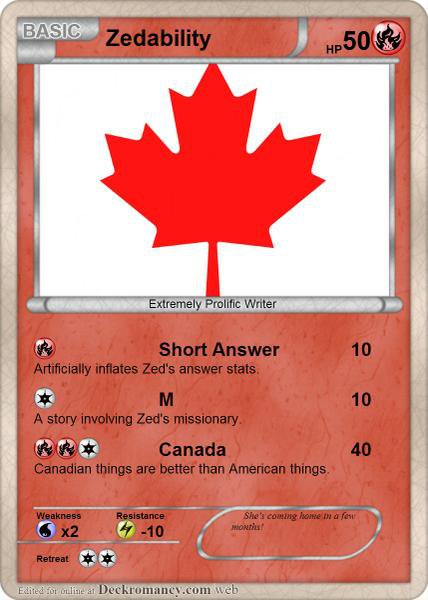 BASIC Zedability HP 50
Extremely Prolific Writer
Short Answer 10
Artificially inflates Zed's answer stats.
M 10
A story involving Zed's missionary.
Canada 40
Canadian things are better than American things.
Weakness Resistance
x2 -10
She's coming home in a few
months!
Retreat
Edited for online at Deckromancy.com web